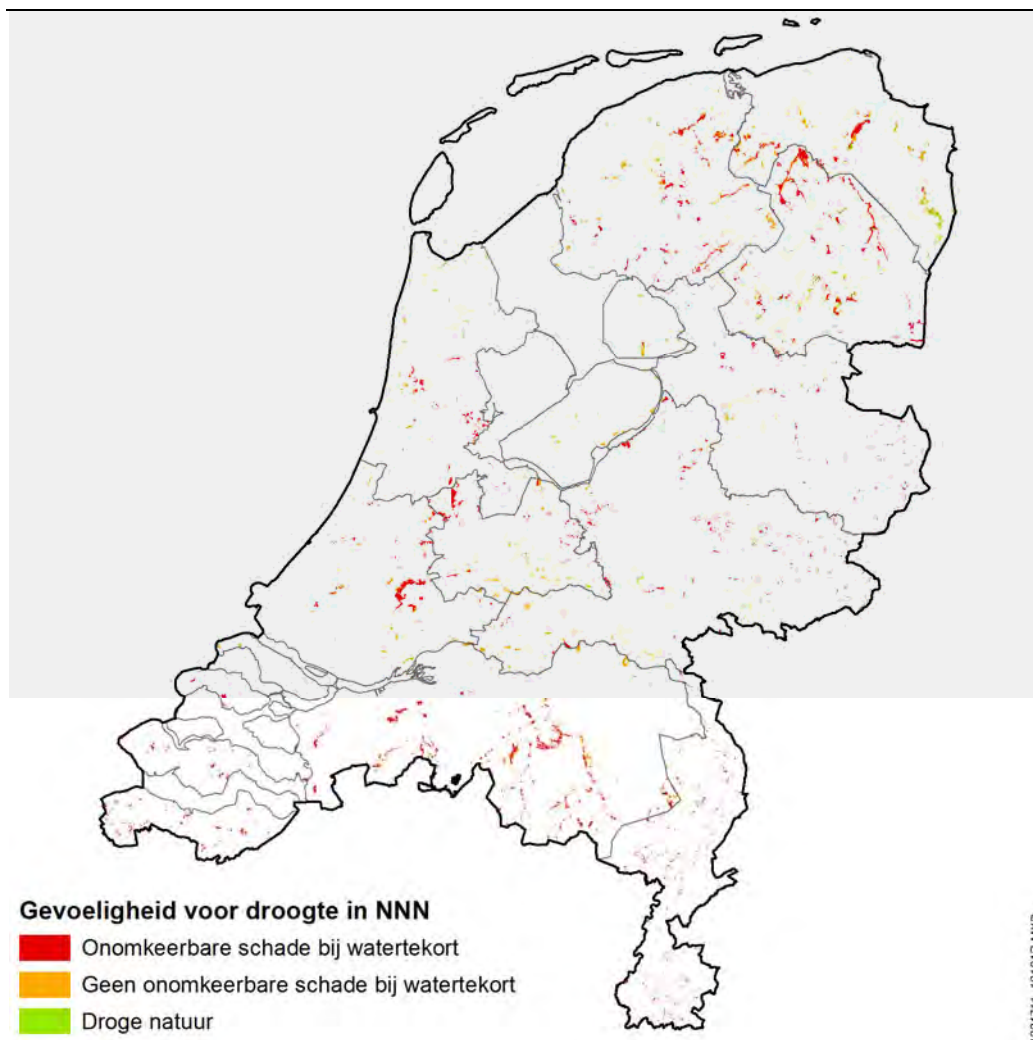 Gevoeligheid voor droogte in NNN
Onomkeerbare schade bij watertekort
Geen onomkeerbare schade bij watertekort
Droge natuur